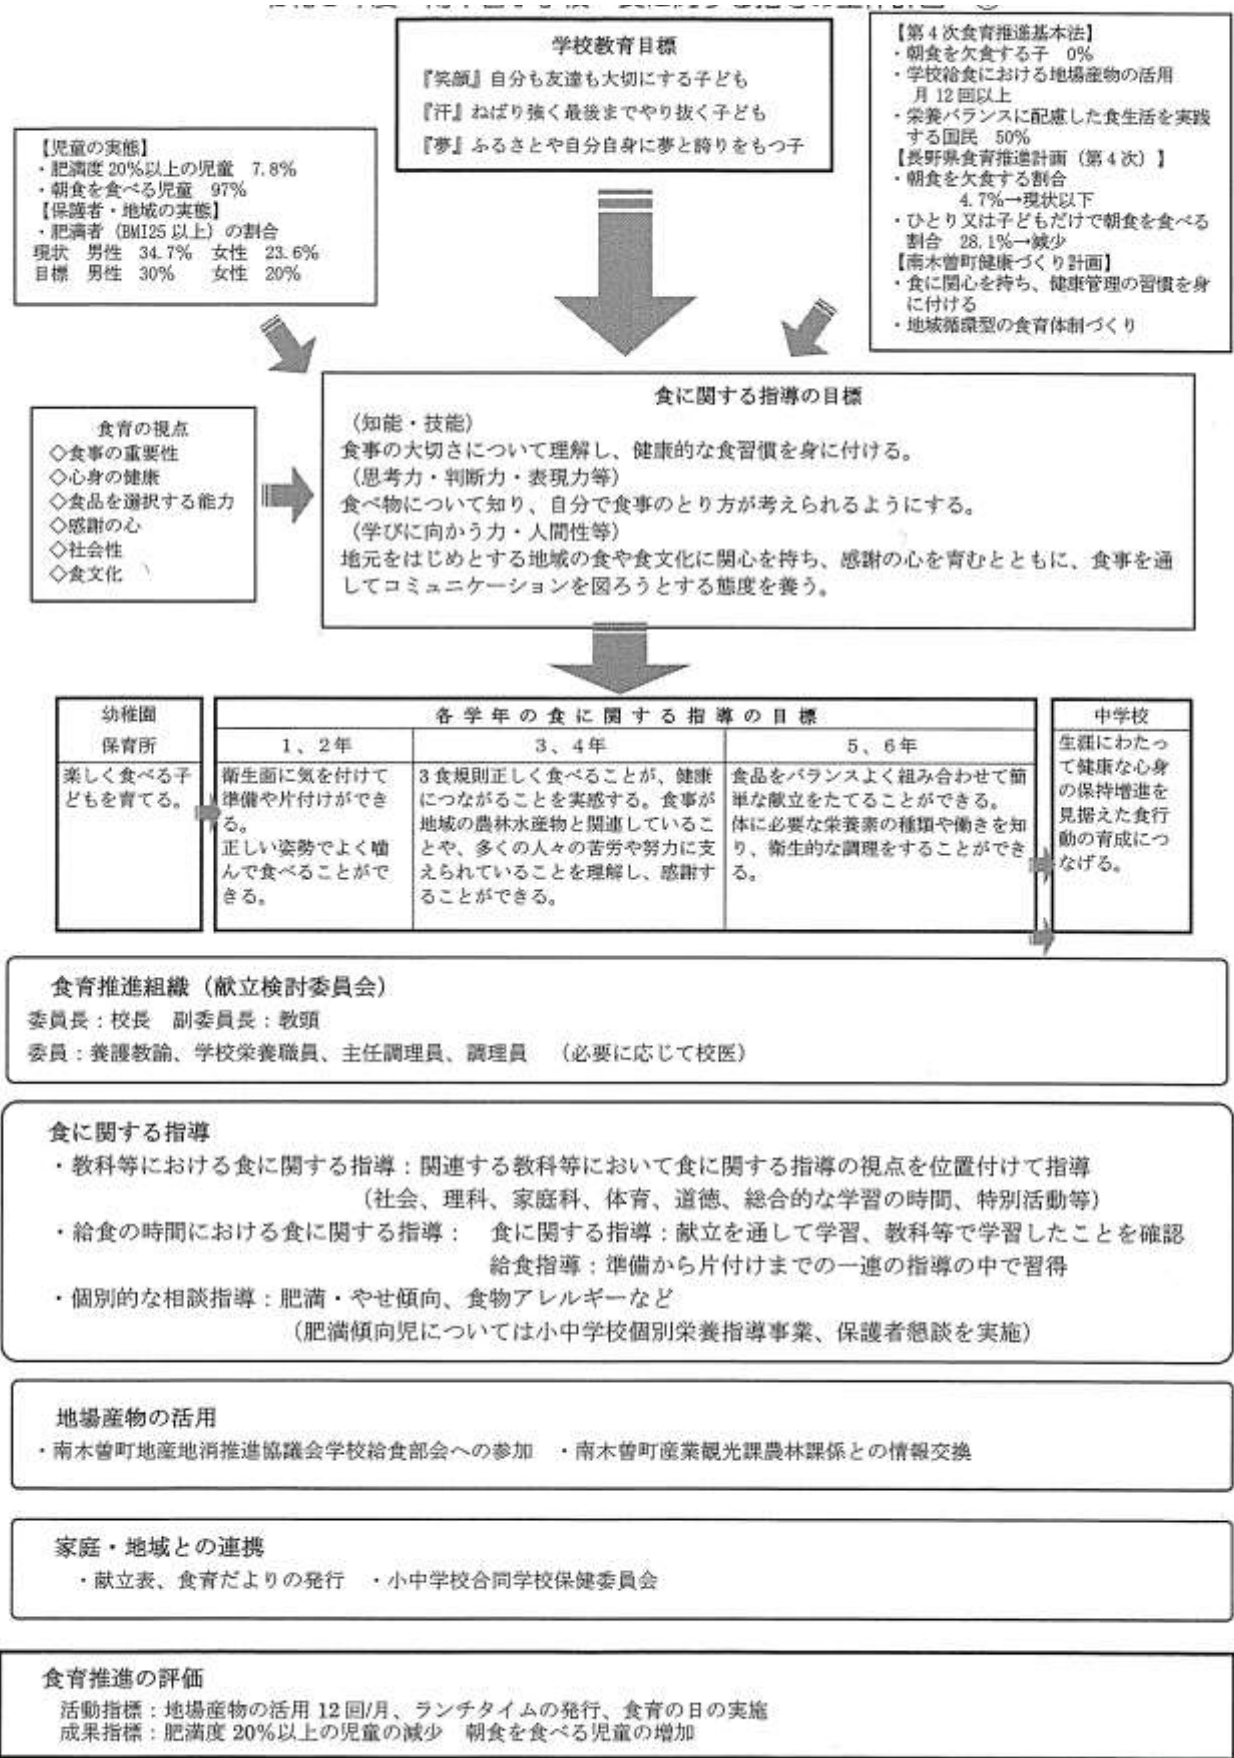 学校教育目標
『笑顔』自分も友達も大切にする子ども
『汗』ねばり強く最後までやり抜く子ども
『夢』ふるさとや自分自身に夢と誇りをもつ子
【第4次食育推進基本法】
・朝食を欠食する子 0%
・学校給食における地場産物の活用
月12回以上
・栄養バランスに配慮した食生活を実践
する国民 50%
【長野県食育推進計画（第4次）】
・朝食を欠食する割合
4.7%→現状以下
・ひとり又は子どもだけで朝食を食べる
割合 28.1%→減少
【南木曽町健康づくり計画】
・食に関心を持ち、健康管理の習慣を身
に付ける
・地域循環型の食育体制づくり
【児童の実態】
・肥満度20%以上の児童 7.8%
・朝食を食べる児童 97%
【保護者・地域の実態】
・肥満者（BMI25以上）の割合
現状 男性 34.7% 女性 23.6%
目標 男性 30% 女性 20%
食育の視点
◇食事の重要性
◇心身の健康
◇食品を選択する能力
◇感謝の心
◇社会性
◇食文化
食に関する指導の目標
（知能・技能）
食事の大切さについて理解し、健康的な食習慣を身に付ける。
（思考力・判断力・表現力等）
食べ物について知り、自分で食事のとり方が考えられるようにする。
（学びに向かう力・人間性等）
地元をはじめとする地域の食や食文化に関心を持ち、感謝の心を育むとともに、食事を通
してコミュニケーションを図ろうとする態度を養う。
幼稚園
保育所
楽しく食べる子
どもを育てる。
各学年の食に関する指導の目標
1、2年
衛生面に気を付けて
準備や片付けができ
る。
正しい姿勢でよく噛
んで食べることがで
きる。
3、4年
3食規則正しく食べることが、健康
につながることを実感する。食事が
地域の農林水産物と関連しているこ
とや、多くの人々の苦労や努力に支
えられていることを理解し、感謝す
ることができる。
5、6年
食品をバランスよく組み合わせて簡
単な献立をたてることができる。
体に必要な栄養素の種類や働きを知
り、衛生的な調理をすることができ
る。
中学校
生涯にわたっ
て健康な心身
の保持増進を
見据えた食行
動の育成につ
なげる。
食育推進組織（献立検討委員会）
委員長：校長 副委員長：教頭
委員：養護教諭、学校栄養職員、主任調理員、調理員 （必要に応じて校医）
食に関する指導
・教科等における食に関する指導：関連する教科等において食に関する指導の視点を位置付けて指導
（社会、理科、家庭科、体育、道徳、総合的な学習の時間、特別活動等）
・給食の時間における食に関する指導： 食に関する指導：献立を通して学習、教科等で学習したことを確認
給食指導：準備から片付けまでの一連の指導の中で習得
・個別的な相談指導：肥満・やせ傾向、食物アレルギーなど
（肥満傾向児については小中学校個別栄養指導事業、保護者懇談を実施）
地場産物の活用
・南木曽町地産地消推進協議会学校給食部会への参加 ・南木曽町産業観光課農林課係との情報交換
家庭・地域との連携
・献立表、食育だよりの発行 ・小中学校合同学校保健委員会
食育推進の評価
活動指標：地場産物の活用12回/月、ランチタイムの発行、食育の日の実施
成果指標：肥満度20%以上の児童の減少 朝食を食べる児童の増加